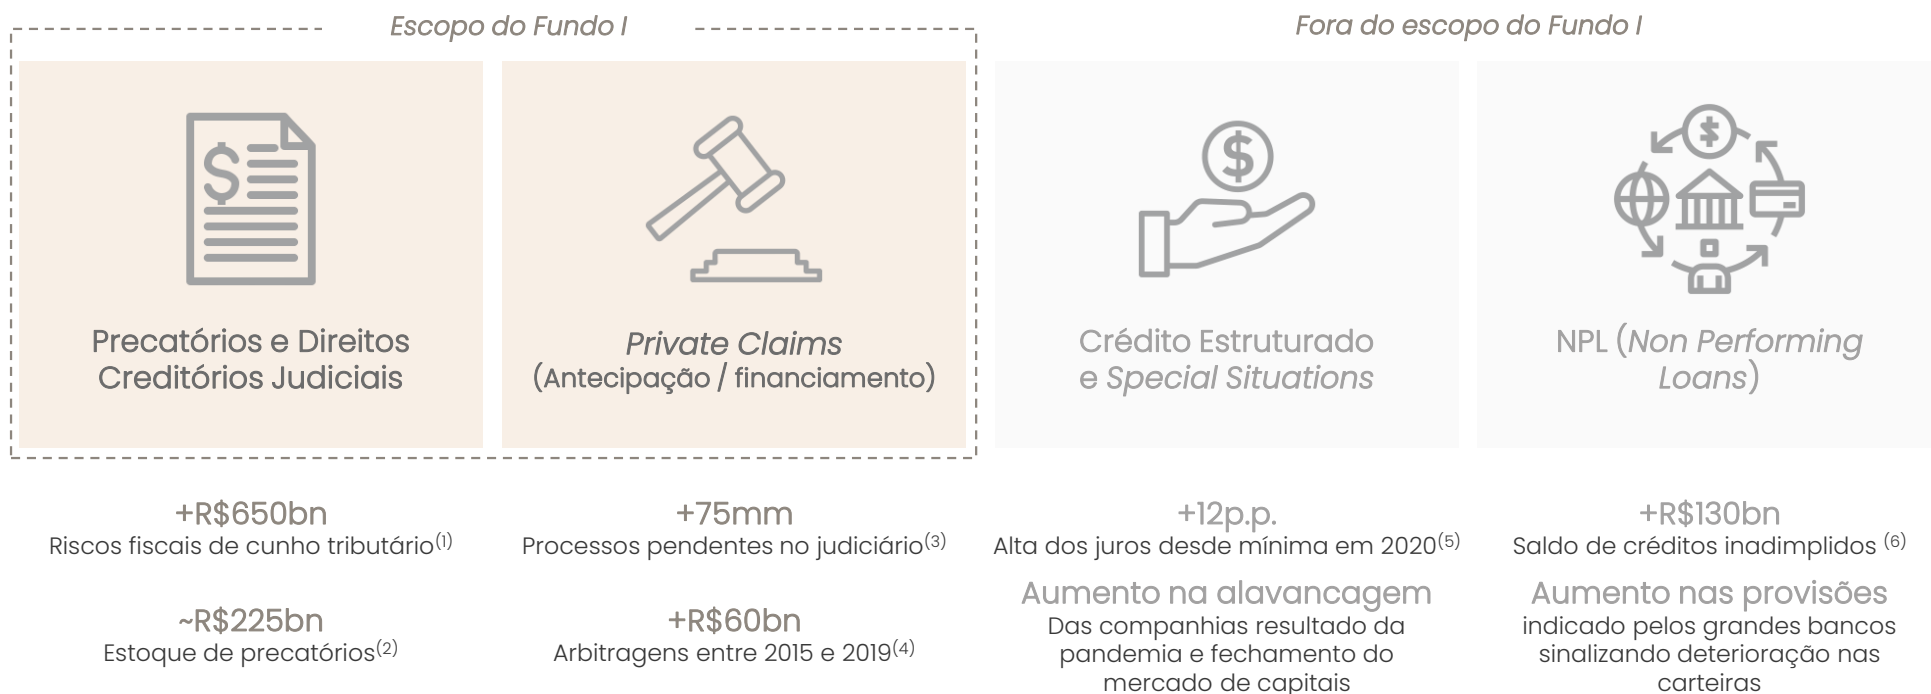 Escopo do Fundo I
Fora do escopo do Fundo I
$
Precatórios e Direitos
Creditórios Judiciais
Private Claims
(Antecipação / financiamento)
$
Crédito Estruturado
e Special Situations
$
NPL (Non Performing
Loans)
+R$650bn
Riscos fiscais de cunho tributário(1)
~R$225bn
Estoque de precatórios(2)
+75mm
Processos pendentes no judiciário(3)
+R$60bn
Arbitragens entre 2015 e 2019(4)
+12p.p.
Alta dos juros desde mínima em 2020(5)
Aumento na alavancagem
Das companhias resultado da
pandemia e fechamento do
mercado de capitais
+R$130bn
Saldo de créditos inadimplidos (6)
Aumento nas provisões
indicado pelos grandes bancos
sinalizando deterioração nas
carteiras